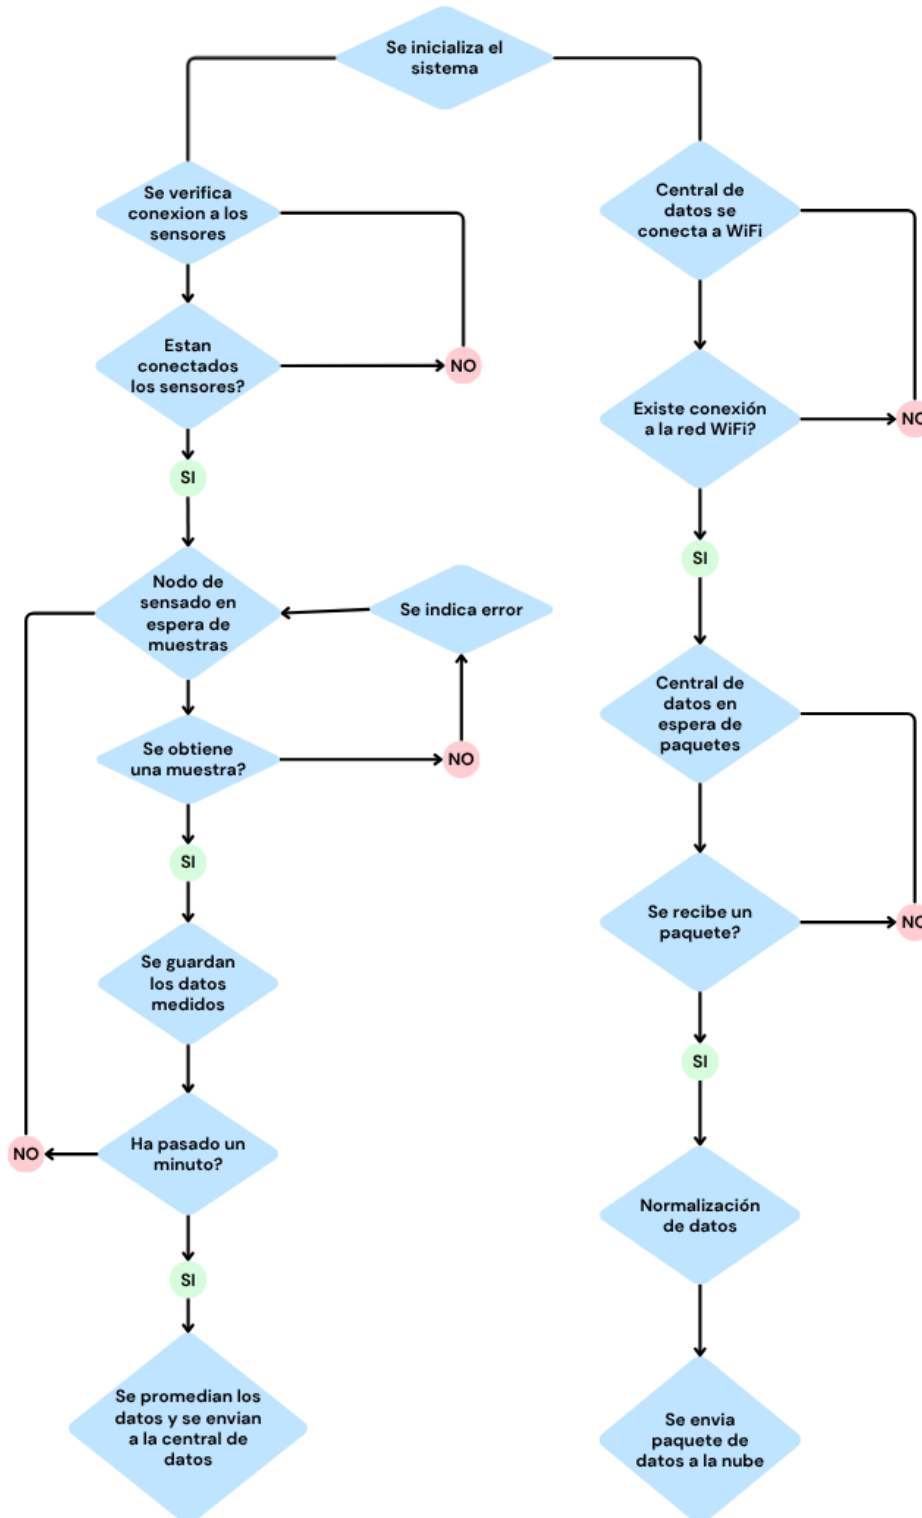 Se inicializa el
sistema
Se verifica
conexion a los
sensores
Estan
conectados
los sensores?
NO
SI
Nodo de
sensado en
espera de
muestras
Se indica error
Se obtiene
una muestra?
NO
SI
Se guardan
los datos
medidos
Ha pasado un
minuto?
NO
SI
Se promedian los
datos y se envian
a la central de
datos
Central de
datos se
conecta a WiFi
Existe conexión
a la red WiFi?
NO
SI
Central de
datos en
espera de
paquetes
Se recibe un
paquete?
NO
SI
Normalización
de datos
Se envia
paquete de
datos a la nube